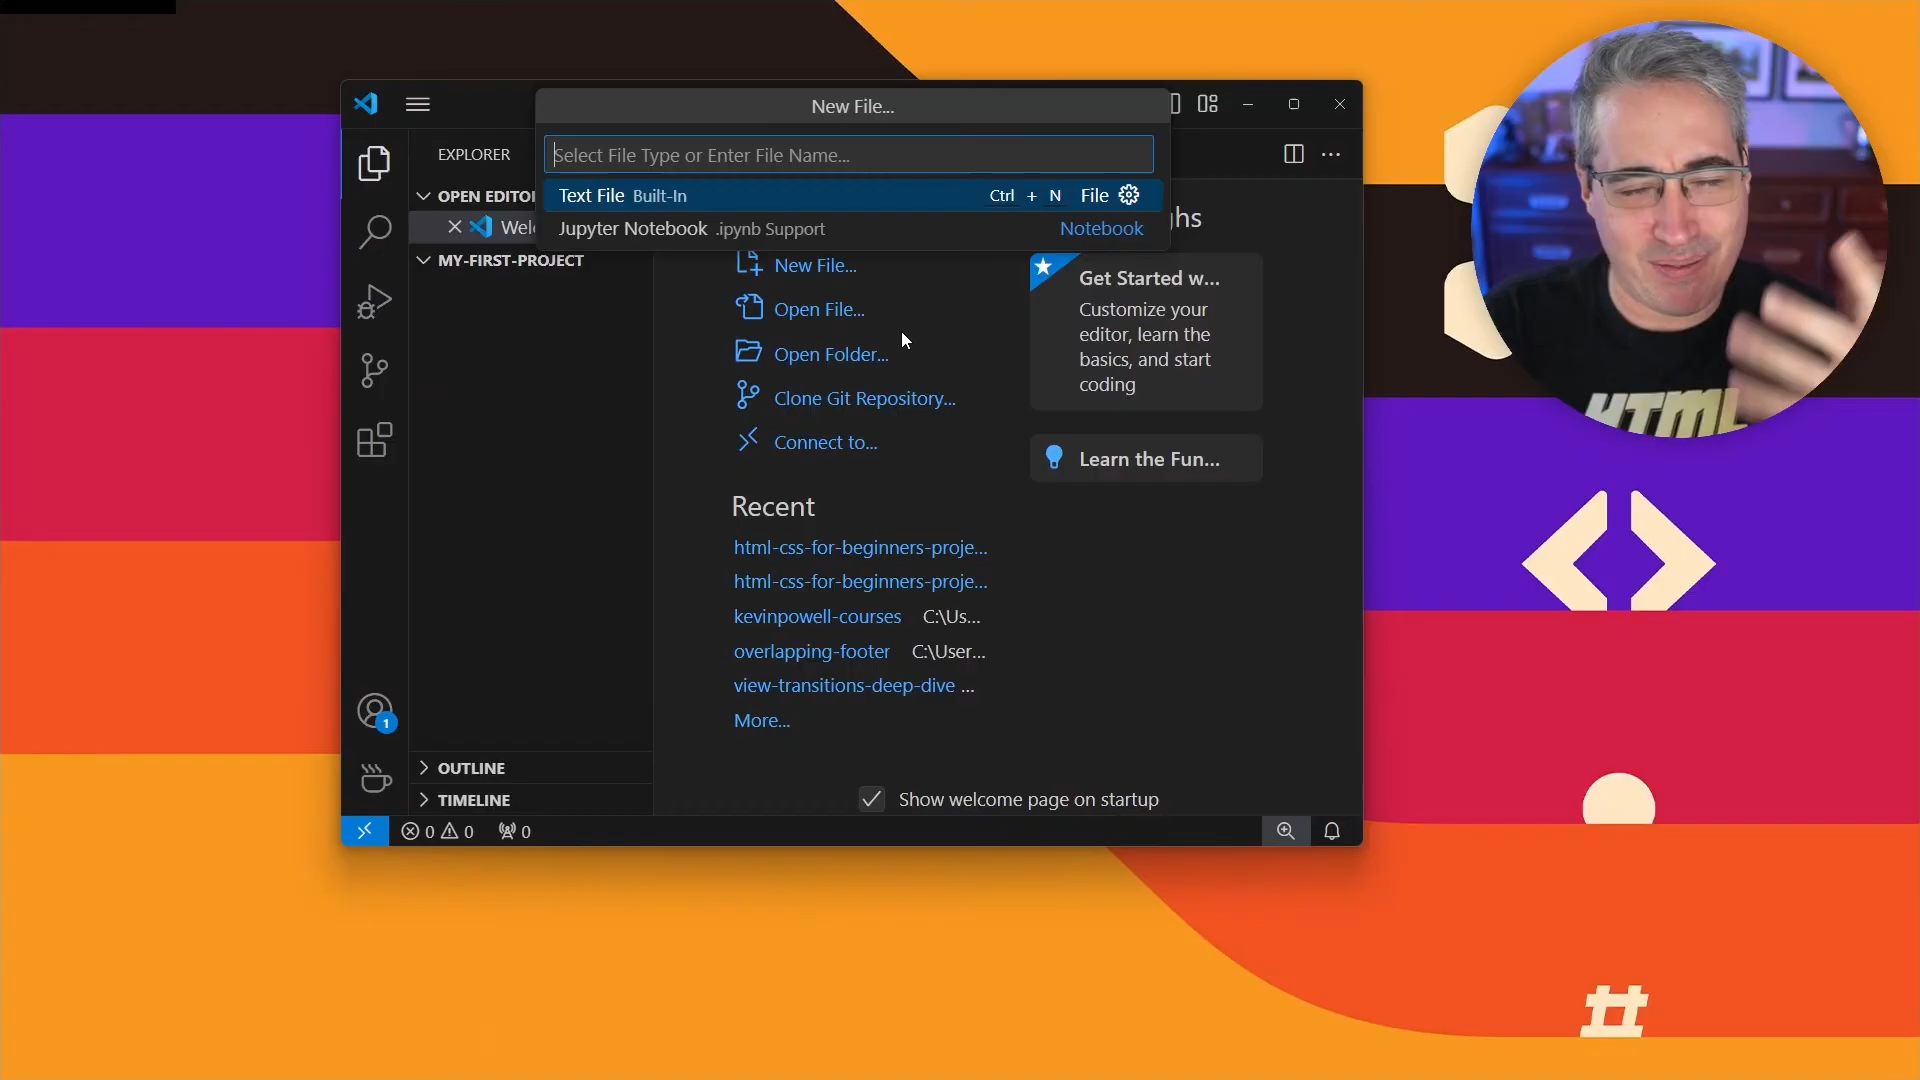 New File...
EXPLORER
Select File Type or Enter File Name...
OPEN EDITO
Text File Built-In Ctrl + N File
Jupyter Notebook .ipynb Support Notebook
MY-FIRST-PROJECT
New File...
Open File...
Open Folder...
Clone Git Repository...
Connect to...
Get Started w...
Customize your
editor, learn the
basics, and start
coding
Learn the Fun...
Recent
html-css-for-beginners-proje...
html-css-for-beginners-proje...
kevinpowell-courses C:\Us...
overlapping-footer C:\User...
view-transitions-deep-dive ...
More...
OUTLINE
TIMELINE
Show welcome page on startup
1
0 0 0
HTML
#